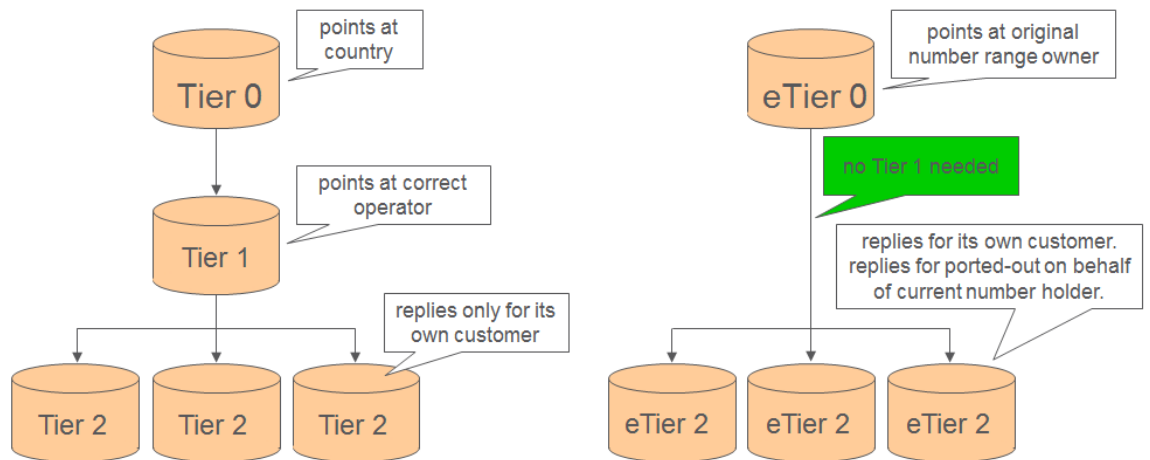 points at
country
Tier 0
points at correct
operator
Tier 1
replies only for its
own customer
Tier 2
Tier 2
Tier 2
points at original
number range owner
eTier 0
no Tier 1 needed
replies for its own customer.
replies for ported-out on behalf
of current number holder.
eTier 2
eTier 2
eTier 2